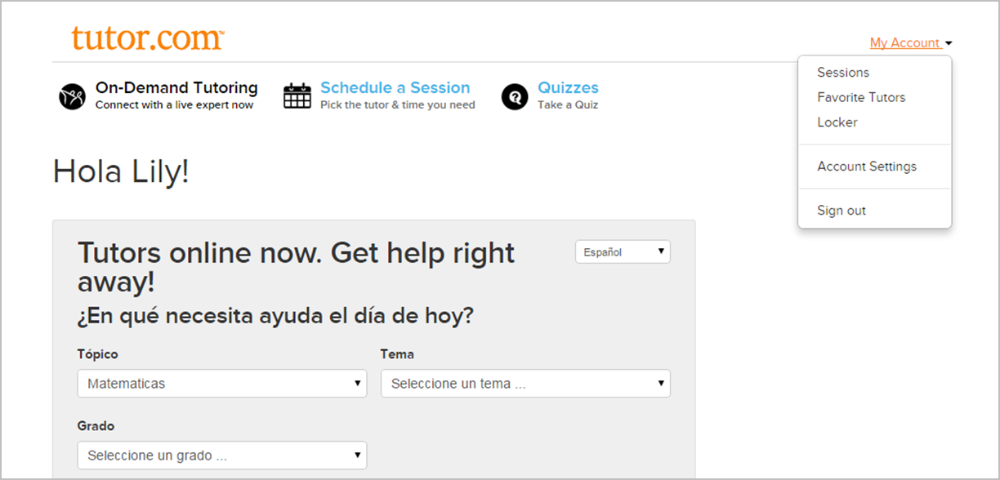 tutor.com™
My Account
Sessions
Favorite Tutors
Locker
Account Settings
Sign out
On-Demand Tutoring
Connect with a live expert now
Schedule a Session
Pick the tutor & time you need
Quizzes
Take a Quiz
Hola Lily!
Tutors online now. Get help right
away!
Español
¿En qué necesita ayuda el día de hoy?
Tópico
Matematicas
Tema
Seleccione un tema ...
Grado
Seleccione un grado ...